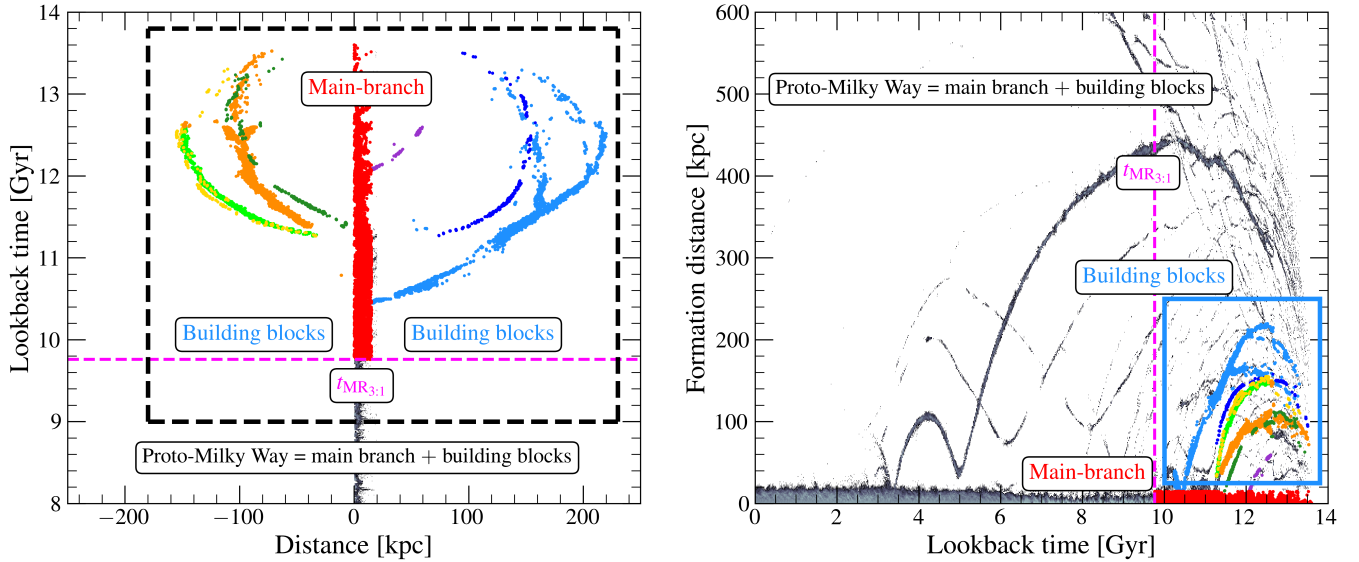 14
13
12
11
10
9
8
Lookback time [Gyr]
Main-branch
Building blocks
Building blocks
tMR3:1
Proto-Milky Way = main branch + building blocks
−200
−100
0
100
200
Distance [kpc]
600
500
400
300
200
100
0
Formation distance [kpc]
Proto-Milky Way = main branch + building blocks
tMR3:1
Building blocks
Main-branch
0
2
4
6
8
10
12
14
Lookback time [Gyr]